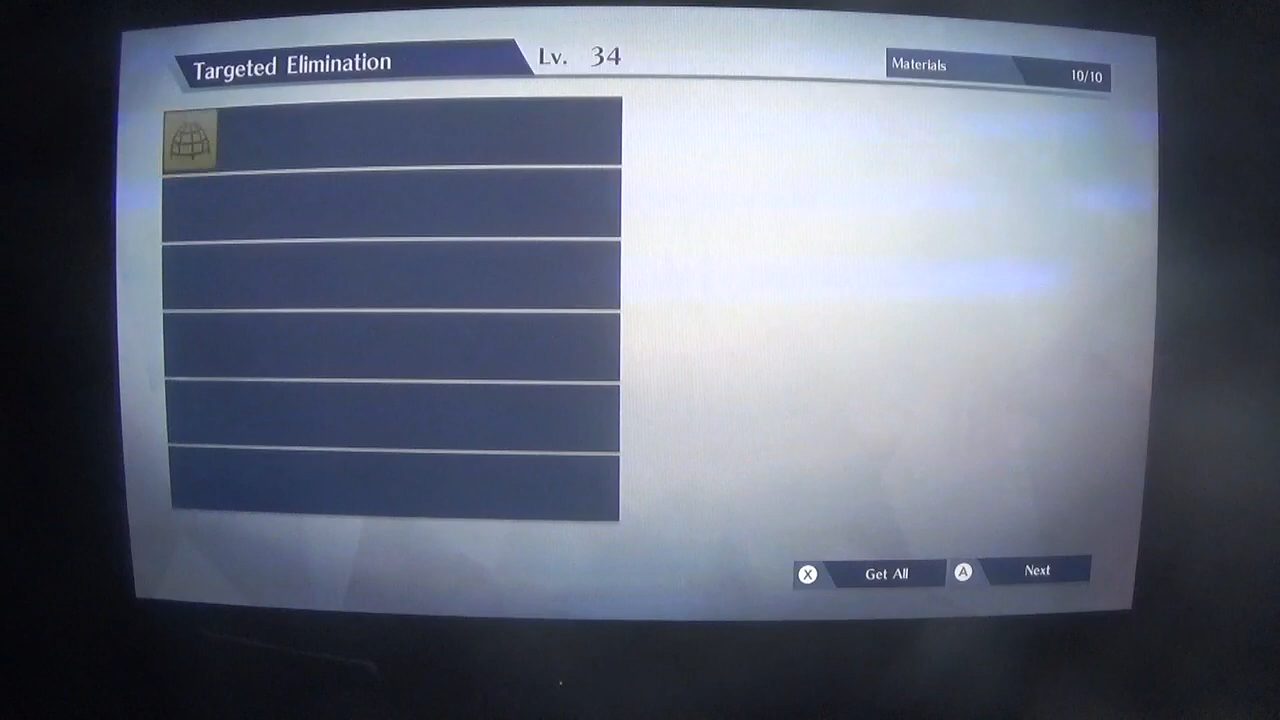 Targeted Elimination
Lv. 34
Materials
10/10
X Get All A Next